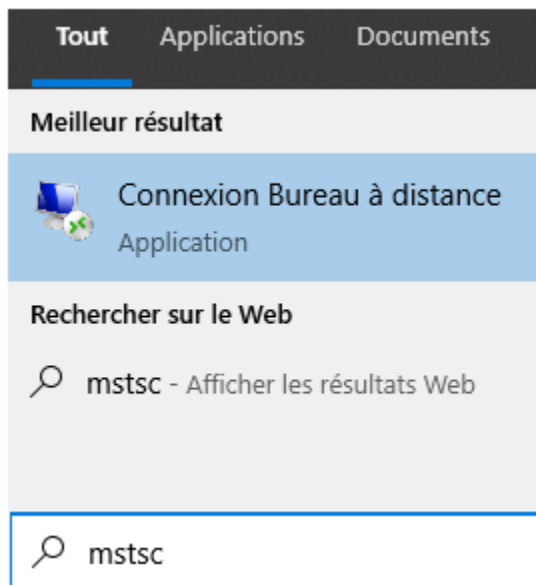 Tout Applications Documents
Meilleur résultat
Connexion Bureau à distance
Application
Rechercher sur le Web
mstsc - Afficher les résultats Web
mstsc